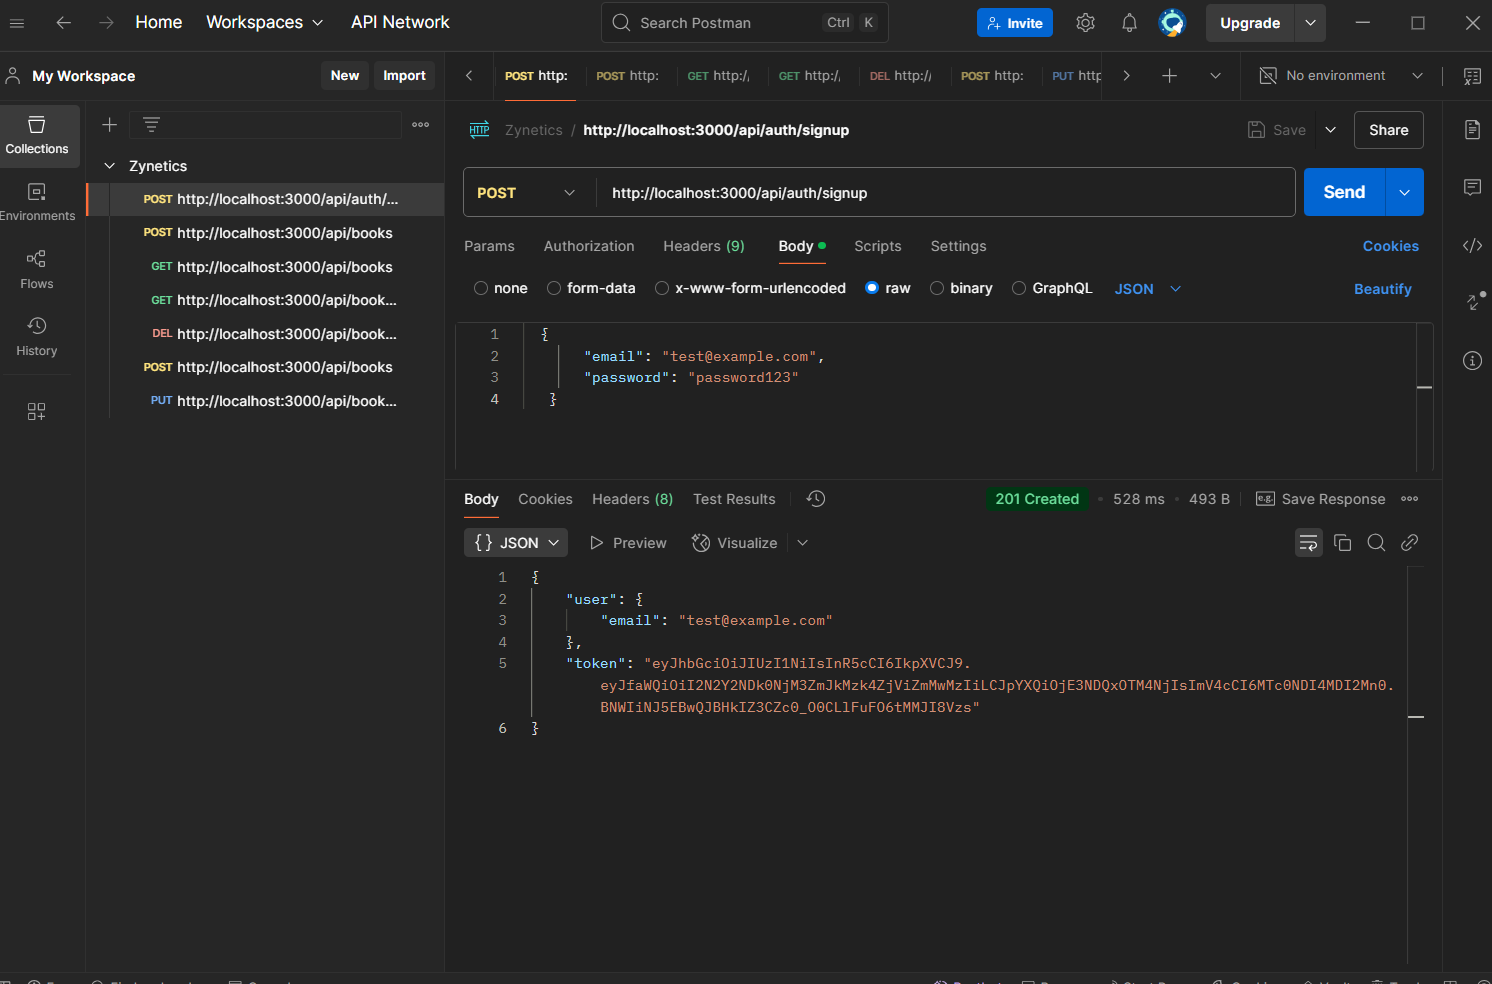 Home Workspaces API Network Search Postman Ctrl K Invite Upgrade
My Workspace New Import POST http: POST http: GET http:/ GET http:/ DEL http:// POST http: PUT http No environment
Collections
Environments
Flows
History
Zynetics
POST http://localhost:3000/api/auth/...
POST http://localhost:3000/api/books
GET http://localhost:3000/api/books
GET http://localhost:3000/api/book...
DEL http://localhost:3000/api/book...
POST http://localhost:3000/api/books
PUT http://localhost:3000/api/book...
HTTP Zynetics / http://localhost:3000/api/auth/signup Save Share
POST http://localhost:3000/api/auth/signup Send
Params Authorization Headers (9) Body Scripts Settings Cookies
none form-data x-www-form-urlencoded raw binary GraphQL JSON Beautify
1 {
2 "email": "test@example.com",
3 "password": "password123"
4 }
Body Cookies Headers (8) Test Results 201 Created 528 ms 493 B e.g. Save Response
{} JSON Preview Visualize
1 {
2 "user": {
3 "email": "test@example.com"
4 },
5 "token": "eyJhbGciOiJIUzI1NiIsInR5cCI6IkpXVCJ9.
eyJfaWQiOiI2N2Y2NDk0NjM3ZmJkMzk4ZjViZmMwMzIiLCJpYXQiOjE3NDQxOTM4NjIsImV4cCI6MTc0NDI4MDI2Mn0.
BNWIiNJ5EBwQJBHkIZ3CZc0_O0CLlFuFO6tMMJI8Vzs"
6 }